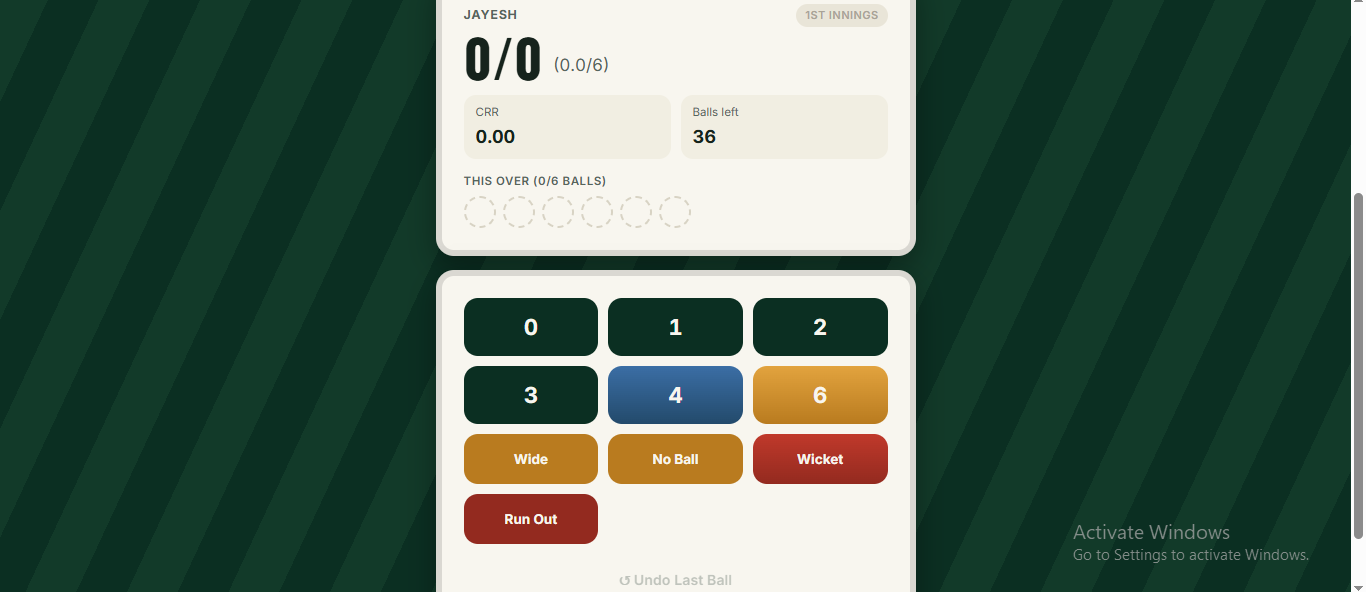 JAYESH
1ST INNINGS
0/0 (0.0/6)
CRR
0.00
Balls left
36
THIS OVER (0/6 BALLS)
0
1
2
3
4
6
Wide
No Ball
Wicket
Run Out
↺ Undo Last Ball
Activate Windows
Go to Settings to activate Windows.